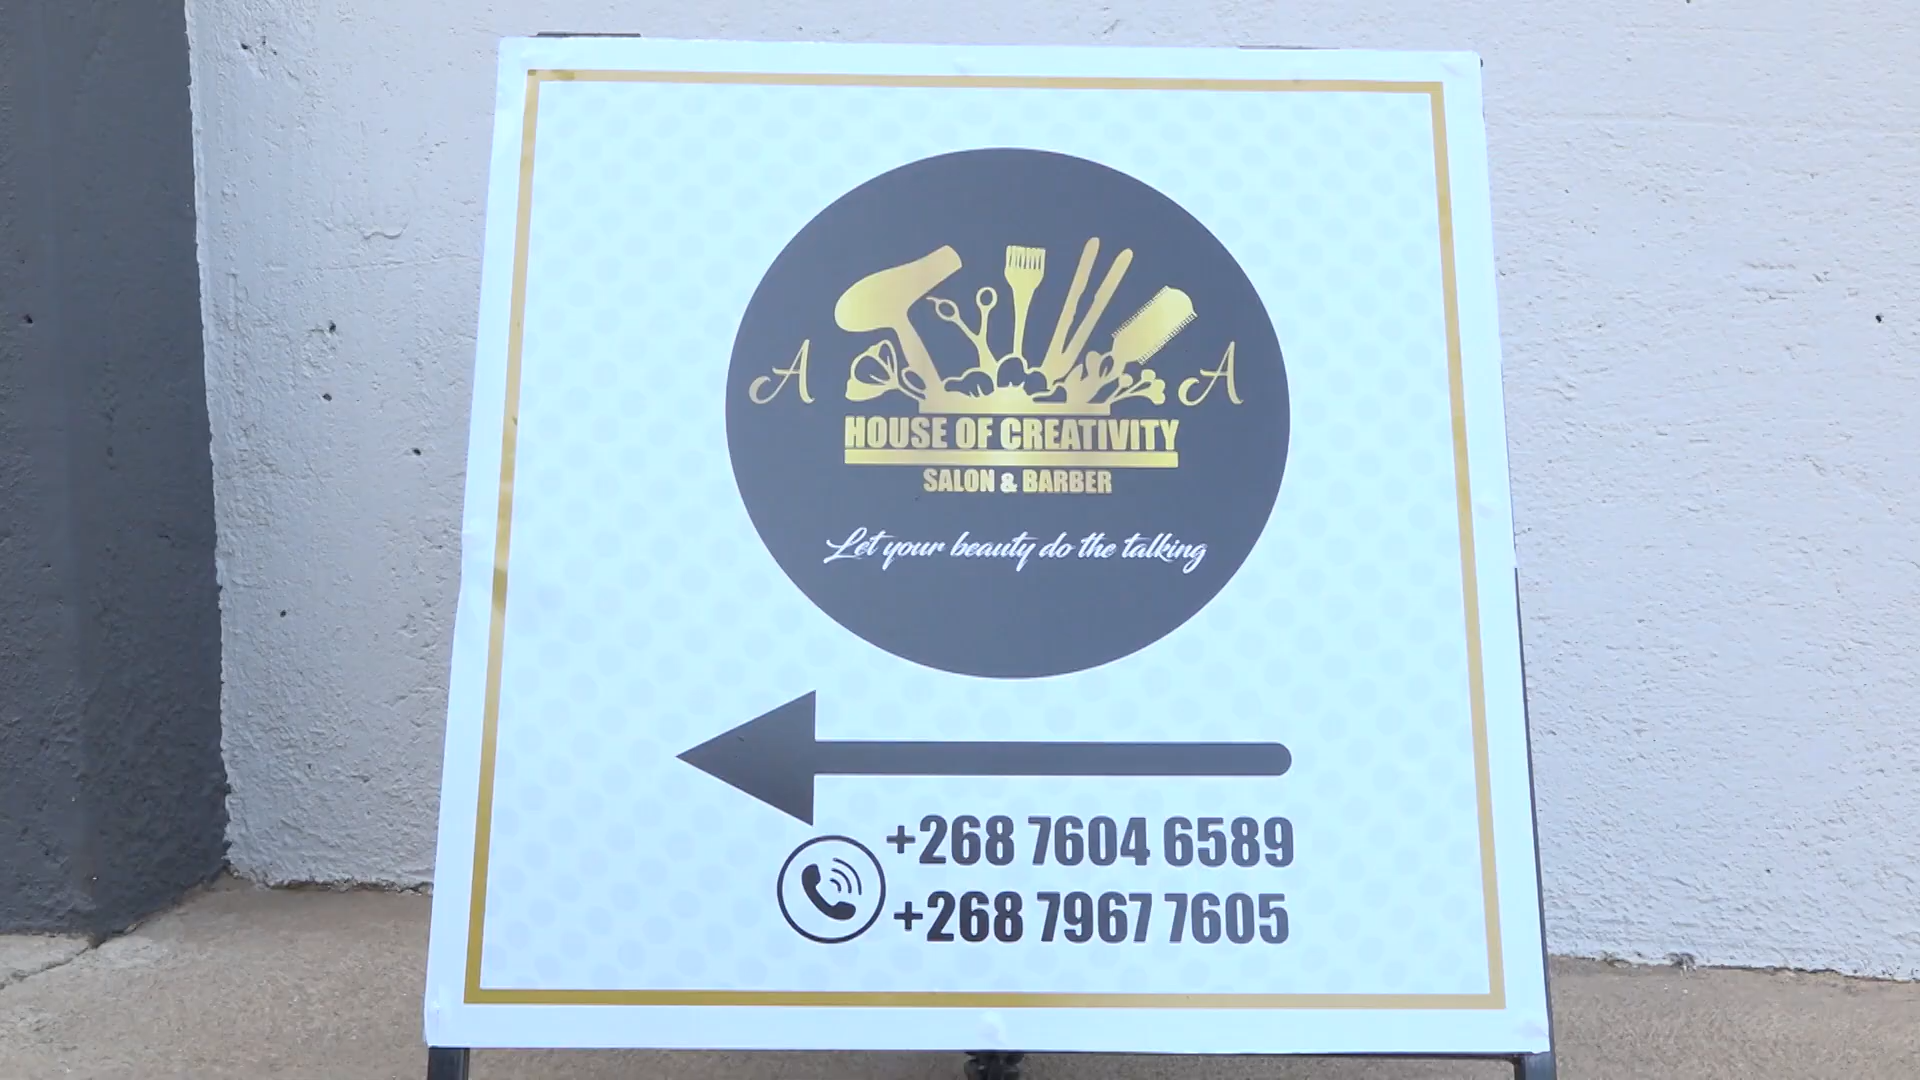 A A
HOUSE OF CREATIVITY
SALON & BARBER
Let your beauty do the talking
+268 7604 6589
+268 7967 7605